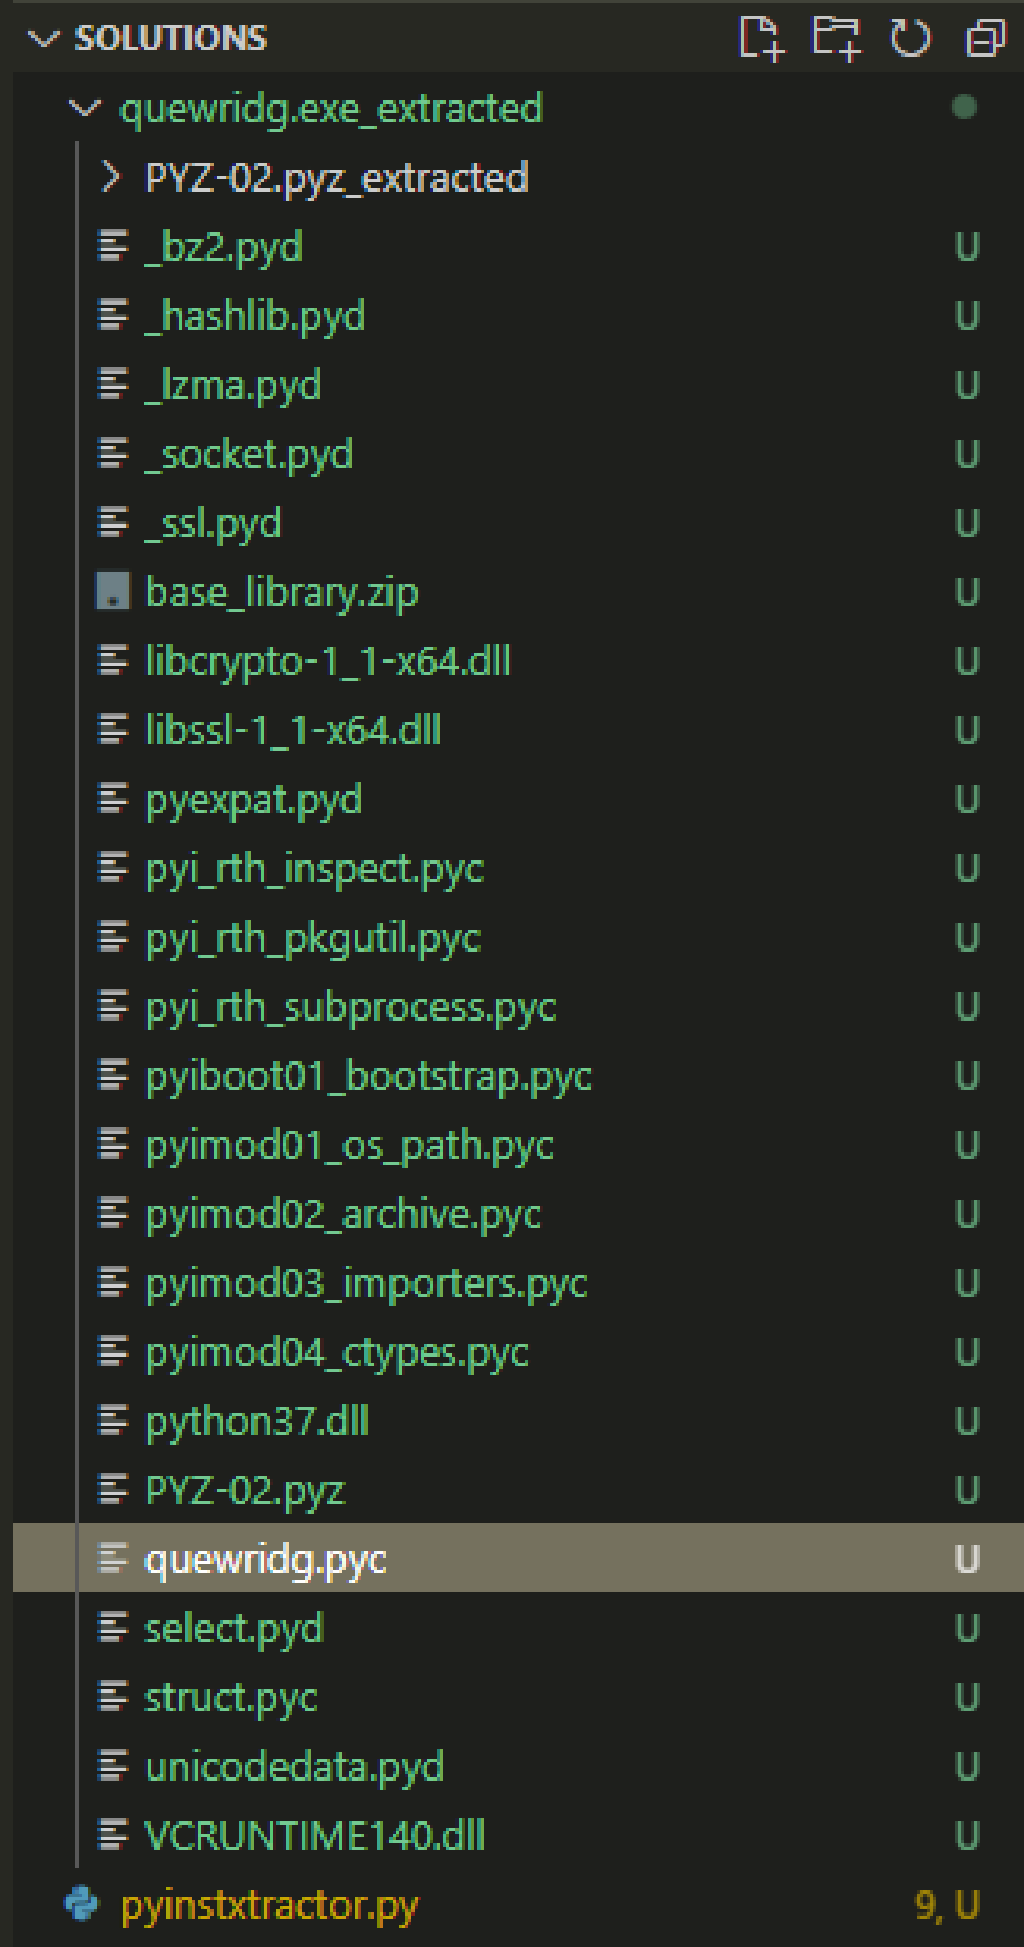 SOLUTIONS
quewridg.exe_extracted
PYZ-02.pyz_extracted
_bz2.pyd U
_hashlib.pyd U
_lzma.pyd U
_socket.pyd U
_ssl.pyd U
base_library.zip U
libcrypto-1_1-x64.dll U
libssl-1_1-x64.dll U
pyexpat.pyd U
pyi_rth_inspect.pyc U
pyi_rth_pkgutil.pyc U
pyi_rth_subprocess.pyc U
pyiboot01_bootstrap.pyc U
pyimod01_os_path.pyc U
pyimod02_archive.pyc U
pyimod03_importers.pyc U
pyimod04_ctypes.pyc U
python37.dll U
PYZ-02.pyz U
quewridg.pyc U
select.pyd U
struct.pyc U
unicodedata.pyd U
VCRUNTIME140.dll U
pyinstxtractor.py 9, U